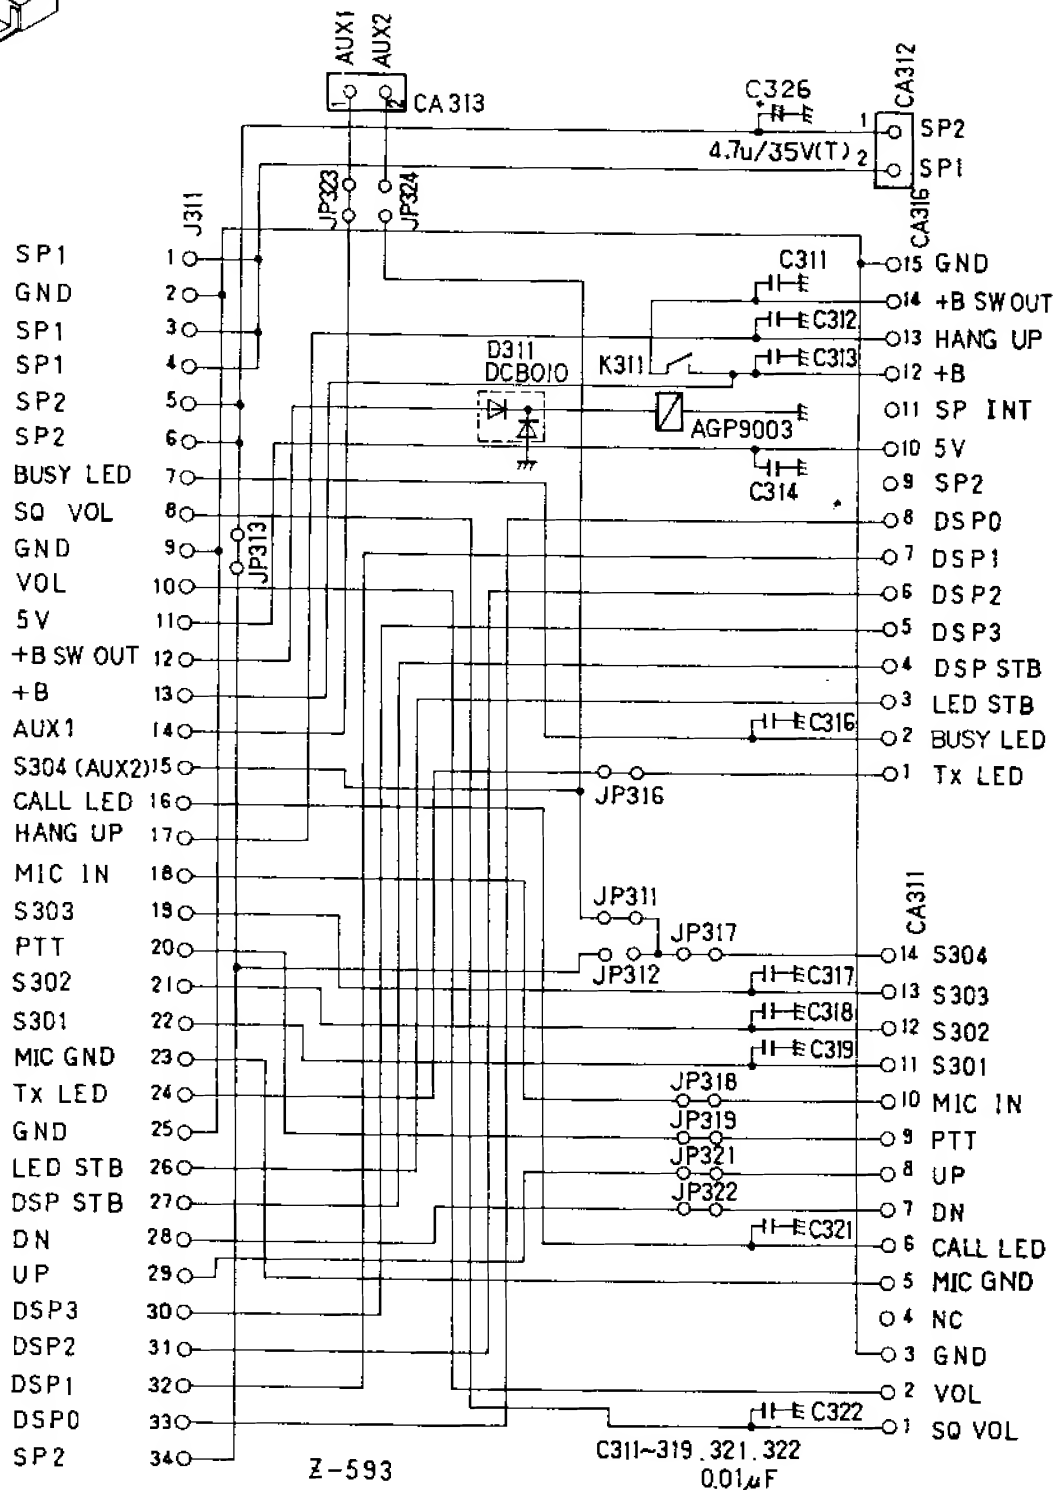 AUX1
AUX2
1
2
CA313
C326
4.7u/35V(T)
CA312
1 SP2
2 SP1
JP323
JP324
J311
CA316
SP1 1
GND 2
SP1 3
SP1 4
SP2 5
SP2 6
BUSY LED 7
SQ VOL 8
GND 9
VOL 10
5V 11
+B SW OUT 12
+B 13
AUX1 14
S304 (AUX2) 15
CALL LED 16
HANG UP 17
MIC IN 18
S303 19
PTT 20
S302 21
S301 22
MIC GND 23
Tx LED 24
GND 25
LED STB 26
DSP STB 27
DN 28
UP 29
DSP3 30
DSP2 31
DSP1 32
DSP0 33
SP2 34
JP313
D311
DCB010
K311
AGP9003
C311
C312
C313
C314
C316
JP316
15 GND
14 +B SW OUT
13 HANG UP
12 +B
11 SP INT
10 5V
9 SP2
8 DSP0
7 DSP1
6 DSP2
5 DSP3
4 DSP STB
3 LED STB
2 BUSY LED
1 Tx LED
CA311
JP311
JP317
JP312
C317
C318
C319
JP318
JP319
JP321
JP322
C321
C322
14 S304
13 S303
12 S302
11 S301
10 MIC IN
9 PTT
8 UP
7 DN
6 CALL LED
5 MIC GND
4 NC
3 GND
2 VOL
1 SQ VOL
Z-593
C311~319.321.322
0.01μF